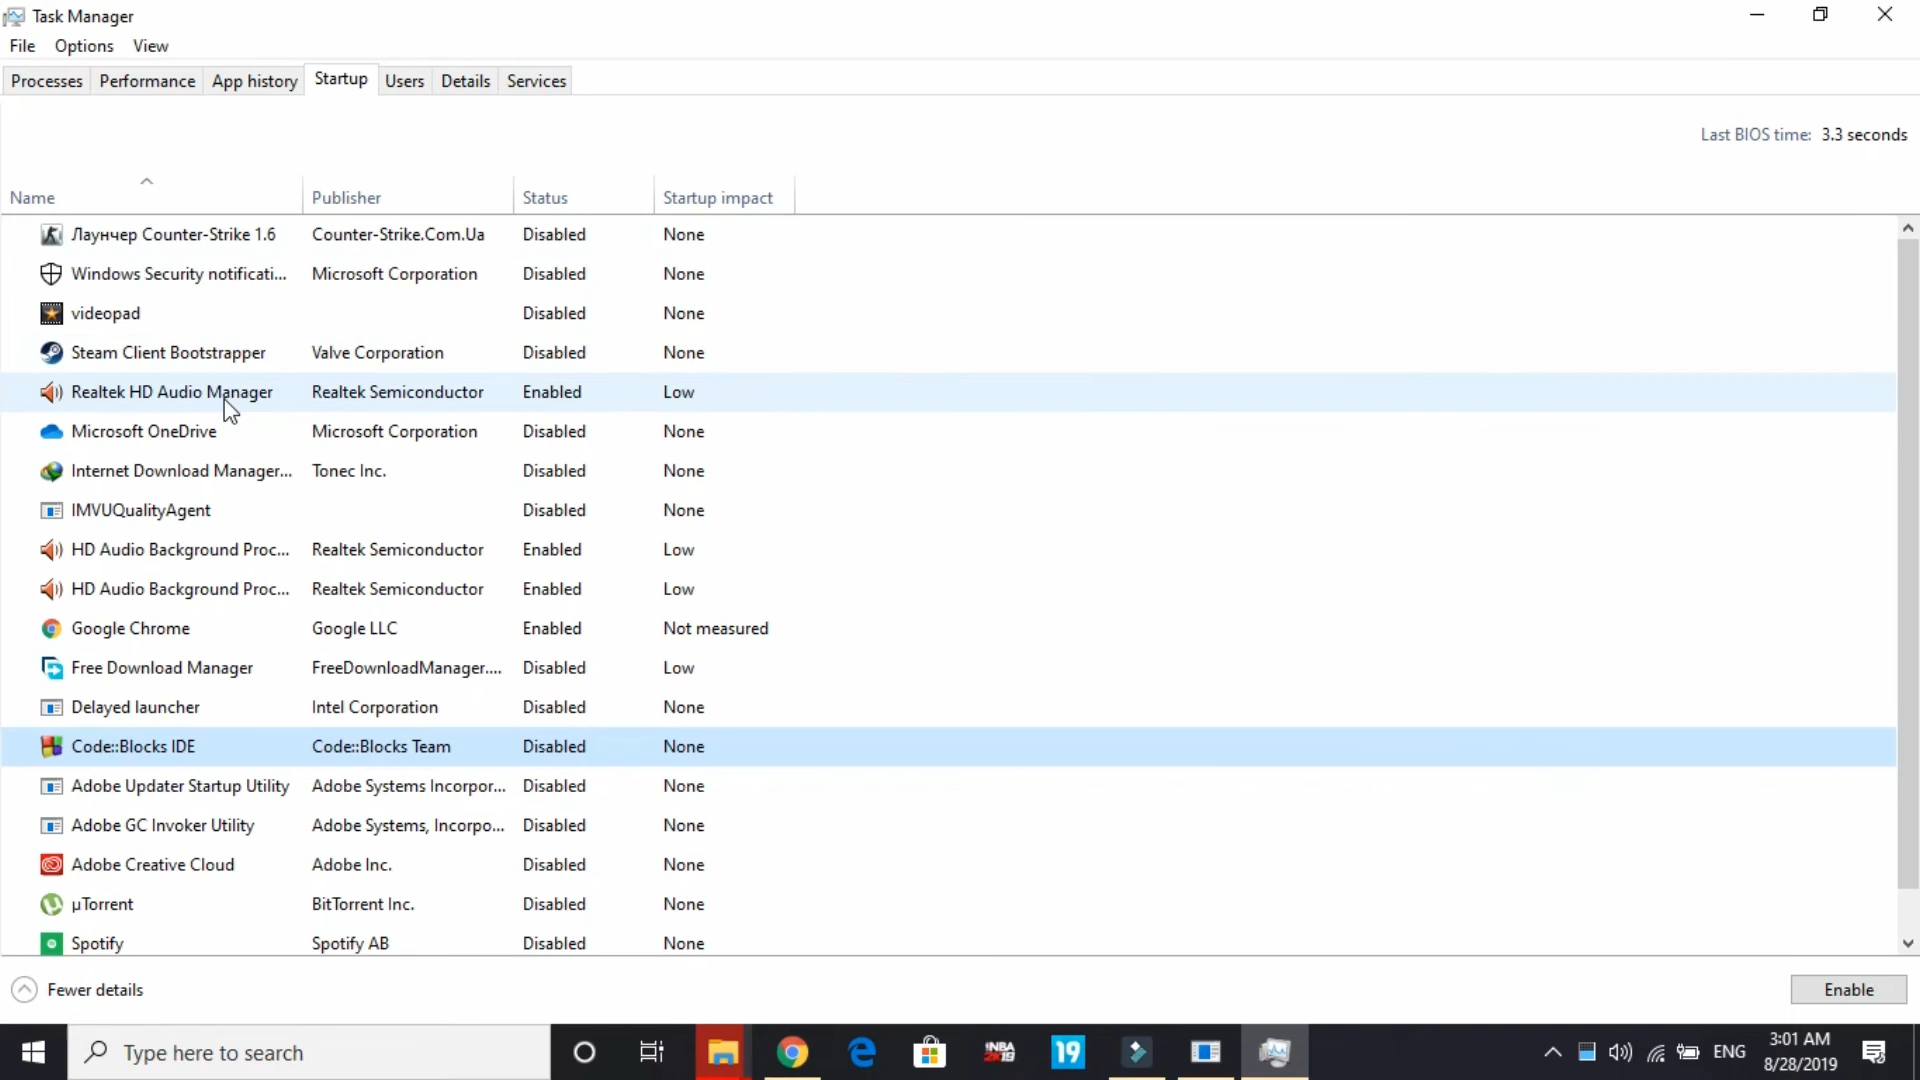 Task Manager
File Options View
Processes Performance App history Startup Users Details Services
Last BIOS time: 3.3 seconds
Name Publisher Status Startup impact
Лаунчер Counter-Strike 1.6 Counter-Strike.Com.Ua Disabled None
Windows Security notificati... Microsoft Corporation Disabled None
videopad Disabled None
Steam Client Bootstrapper Valve Corporation Disabled None
Realtek HD Audio Manager Realtek Semiconductor Enabled Low
Microsoft OneDrive Microsoft Corporation Disabled None
Internet Download Manager... Tonec Inc. Disabled None
IMVUQualityAgent Disabled None
HD Audio Background Proc... Realtek Semiconductor Enabled Low
HD Audio Background Proc... Realtek Semiconductor Enabled Low
Google Chrome Google LLC Enabled Not measured
Free Download Manager FreeDownloadManager.... Disabled Low
Delayed launcher Intel Corporation Disabled None
Code::Blocks IDE Code::Blocks Team Disabled None
Adobe Updater Startup Utility Adobe Systems Incorpor... Disabled None
Adobe GC Invoker Utility Adobe Systems, Incorpo... Disabled None
Adobe Creative Cloud Adobe Inc. Disabled None
µTorrent BitTorrent Inc. Disabled None
Spotify Spotify AB Disabled None
Fewer details Enable
Type here to search NBA 2K19 19 ENG 3:01 AM
8/28/2019